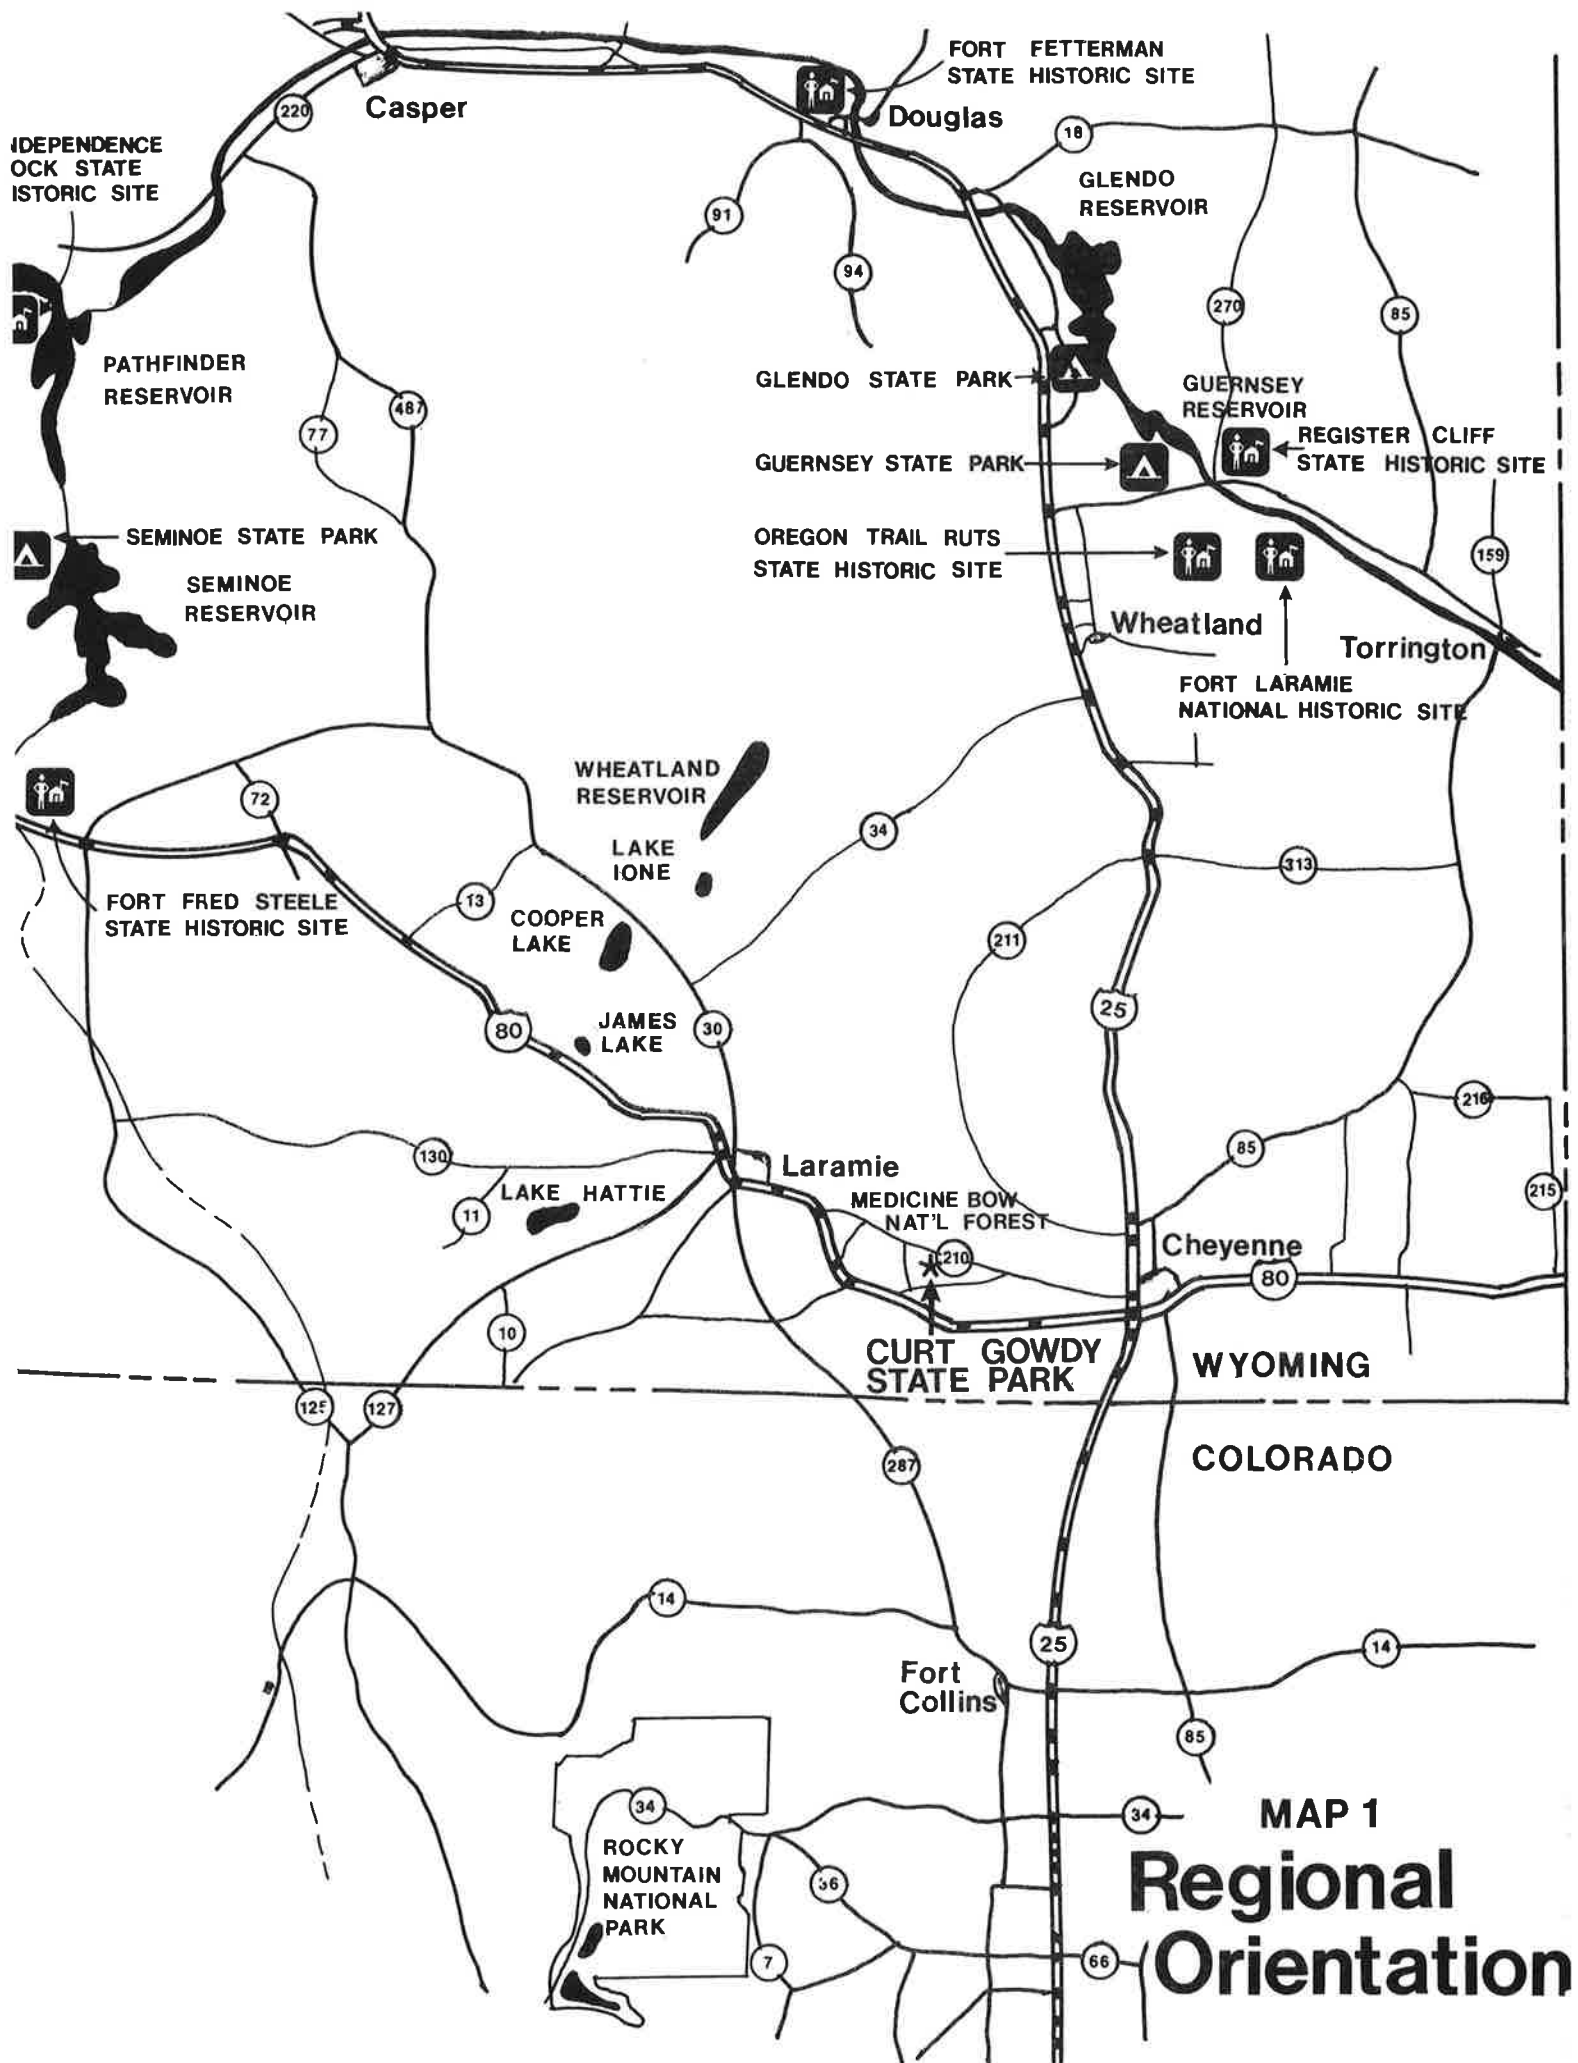 FORT FETTERMAN
STATE HISTORIC SITE
Casper
220
Douglas
18
IDEPENDENCE
OCK STATE
ISTORIC SITE
GLENDO
RESERVOIR
91
94
270
85
PATHFINDER
RESERVOIR
GLENDO STATE PARK
GUERNSEY
RESERVOIR
487
77
REGISTER CLIFF
STATE HISTORIC SITE
GUERNSEY STATE PARK
SEMINOE STATE PARK
OREGON TRAIL RUTS
STATE HISTORIC SITE
159
SEMINOE
RESERVOIR
Wheatland
Torrington
FORT LARAMIE
NATIONAL HISTORIC SITE
WHEATLAND
RESERVOIR
72
34
LAKE
IONE
313
13
FORT FRED STEELE
STATE HISTORIC SITE
COOPER
LAKE
211
25
80
JAMES
LAKE
30
216
130
85
Laramie
LAKE HATTIE
11
MEDICINE BOW
NAT'L FOREST
215
210
Cheyenne
80
10
CURT GOWDY
STATE PARK
WYOMING
125
127
COLORADO
287
14
25
14
Fort
Collins
85
34
34
MAP 1
ROCKY
MOUNTAIN
NATIONAL
PARK
Regional
7
66
Orientation